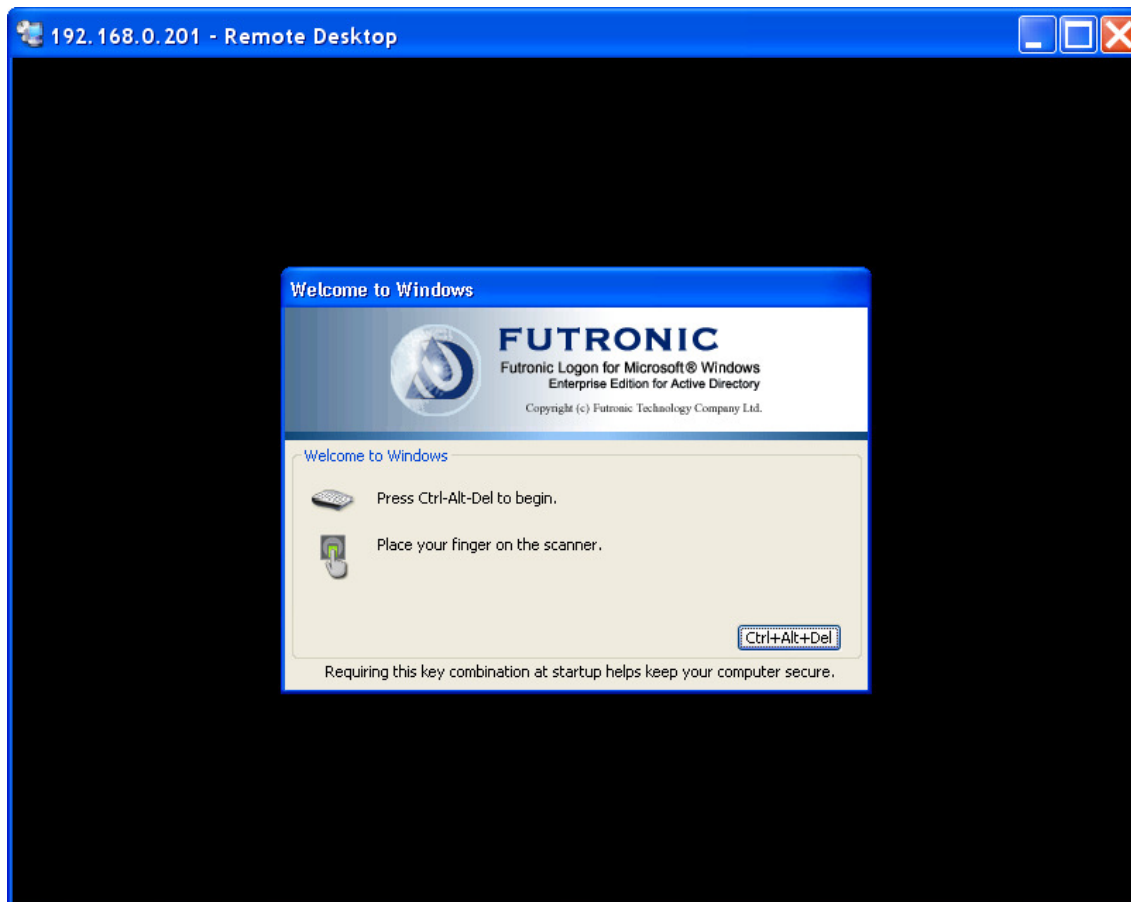 192.168.0.201 - Remote Desktop
Welcome to Windows
FUTRONIC
Futronic Logon for Microsoft® Windows
Enterprise Edition for Active Directory
Copyright (c) Futronic Technology Company Ltd.
Welcome to Windows
Press Ctrl-Alt-Del to begin.
Place your finger on the scanner.
Ctrl+Alt+Del
Requiring this key combination at startup helps keep your computer secure.